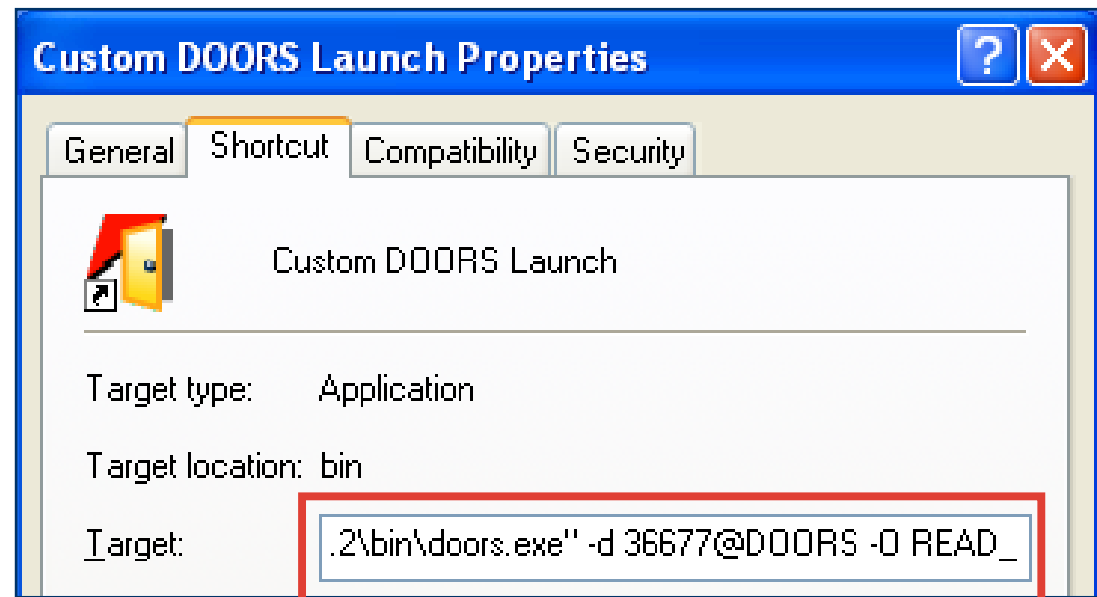 Custom DOORS Launch Properties
General Shortcut Compatibility Security
Custom DOORS Launch
Target type: Application
Target location: bin
Target: .2\bin\doors.exe" -d 36677@DOORS -O READ_